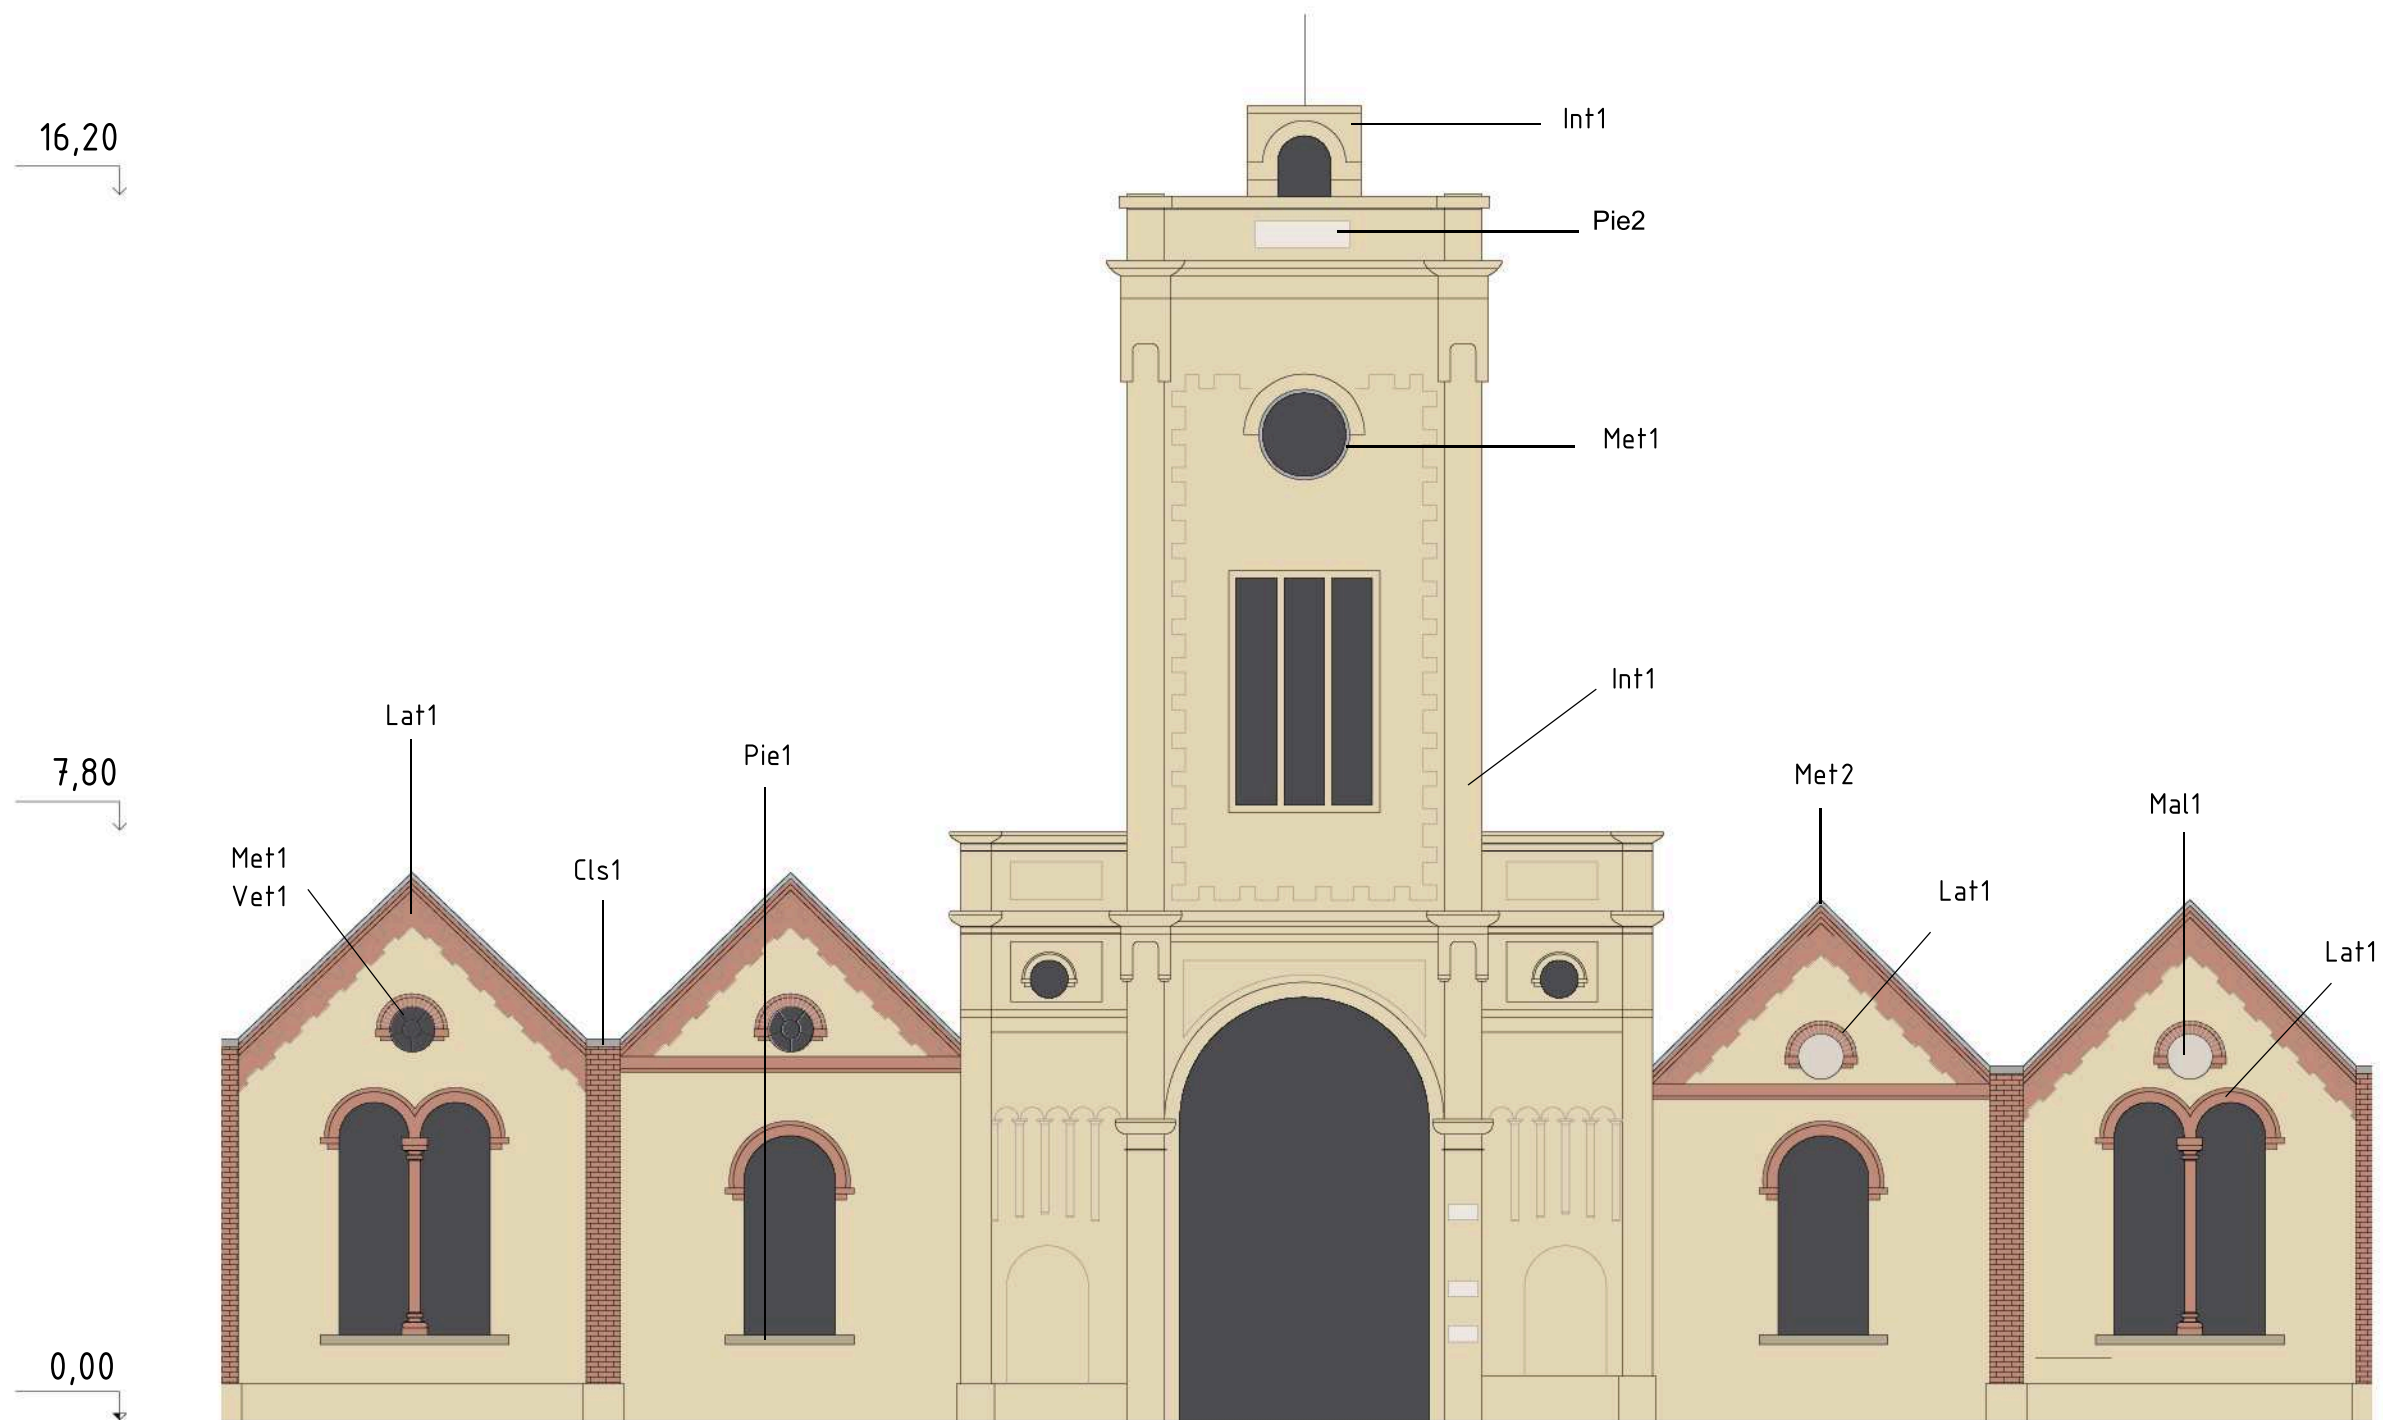 16,20
Int1
Pie2
Met1
Int1
Lat1
Pie1
7,80
Met2
Mal1
Met1
Vet1
Cls1
Lat1
Lat1
0,00